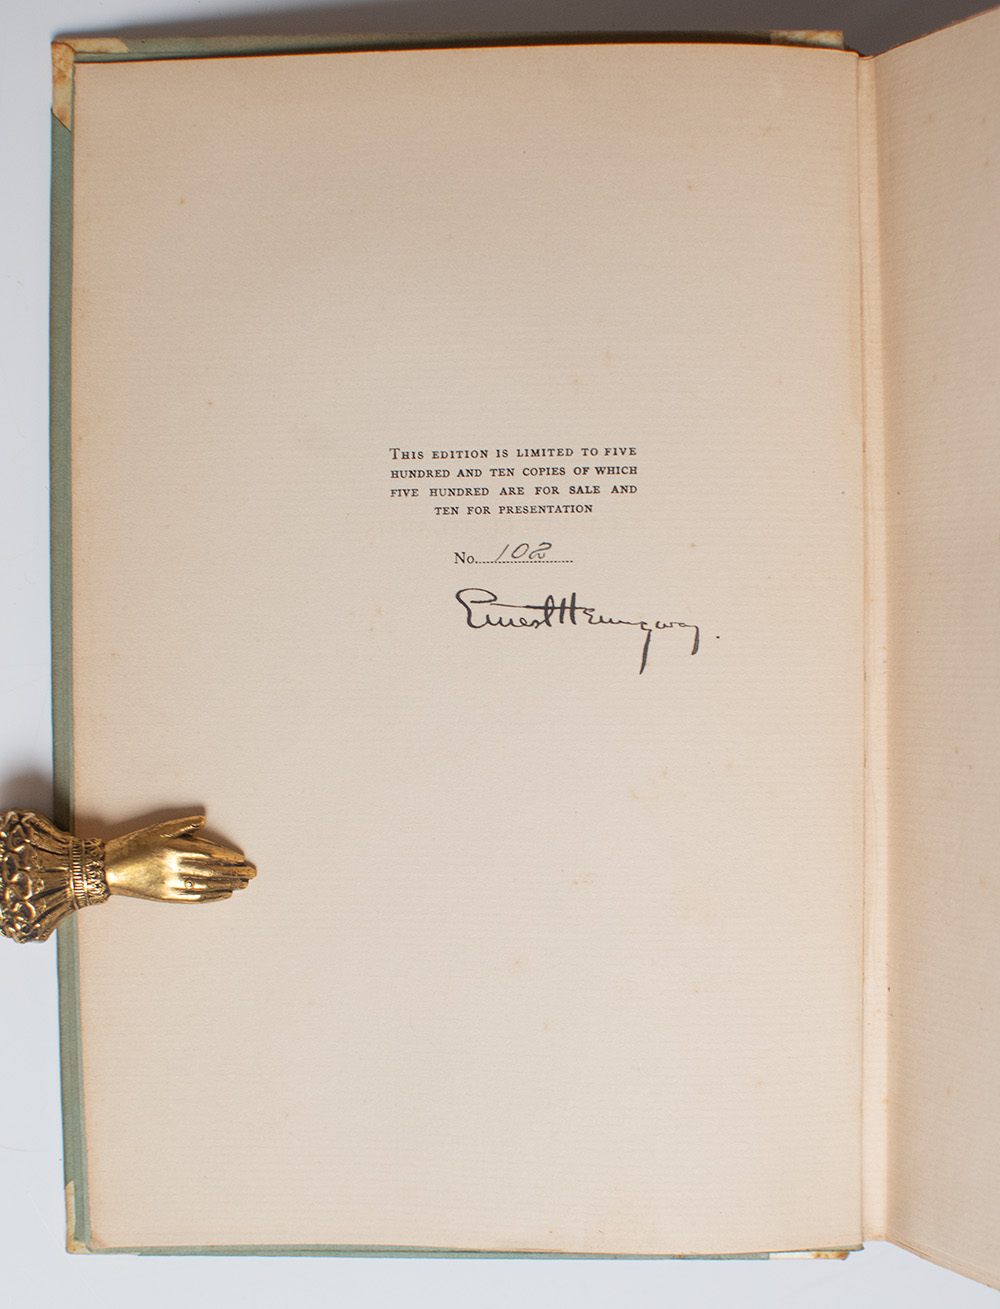 This edition is limited to five
hundred and ten copies of which
five hundred are for sale and
ten for presentation
No. 102
Ernest Hemingway.